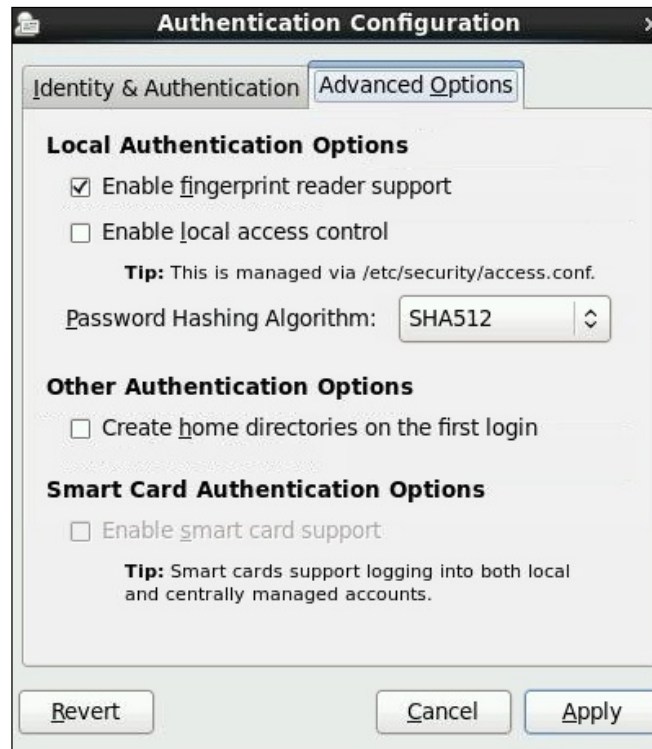 Authentication Configuration
Identity & Authentication
Advanced Options
Local Authentication Options
Enable fingerprint reader support
Enable local access control
Tip: This is managed via /etc/security/access.conf.
Password Hashing Algorithm: SHA512
Other Authentication Options
Create home directories on the first login
Smart Card Authentication Options
Enable smart card support
Tip: Smart cards support logging into both local
and centrally managed accounts.
Revert
Cancel
Apply